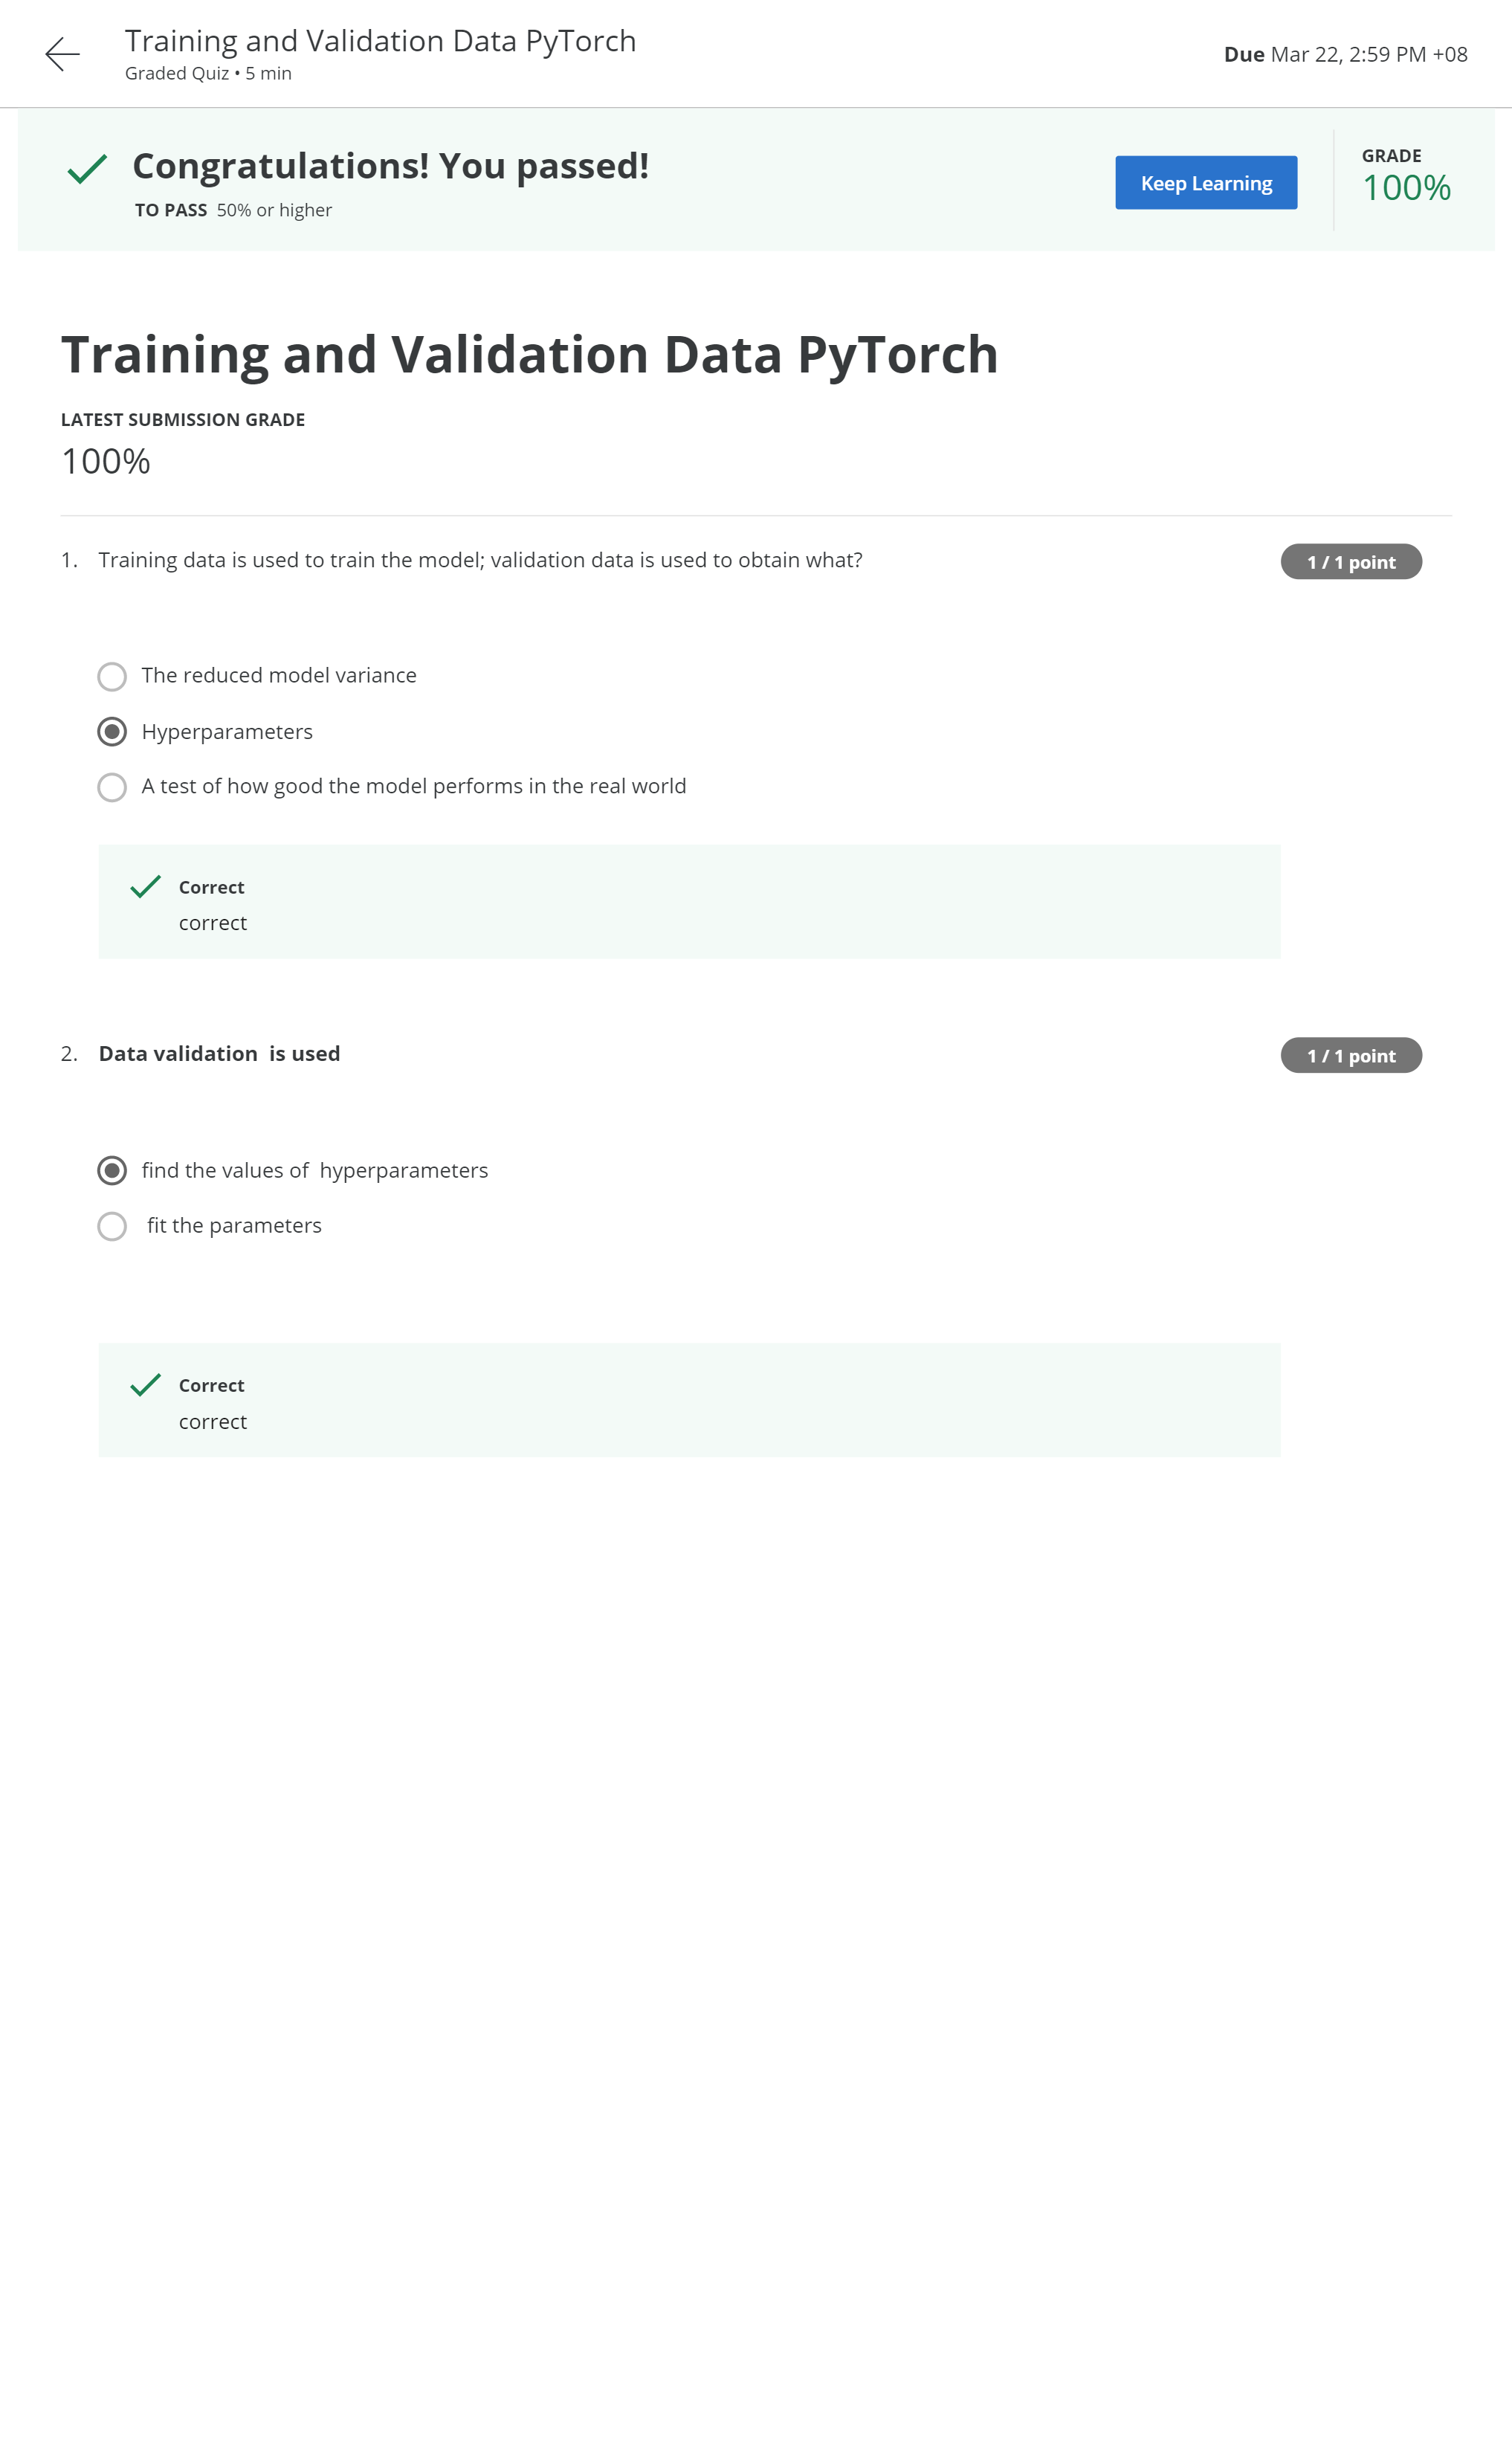 Training and Validation Data PyTorch
Graded Quiz • 5 min
Due Mar 22, 2:59 PM +08
Congratulations! You passed!
TO PASS 50% or higher
Keep Learning
GRADE
100%
Training and Validation Data PyTorch
LATEST SUBMISSION GRADE
100%
1. Training data is used to train the model; validation data is used to obtain what?
1 / 1 point
The reduced model variance
Hyperparameters
A test of how good the model performs in the real world
Correct
correct
2. Data validation is used
1 / 1 point
find the values of hyperparameters
fit the parameters
Correct
correct